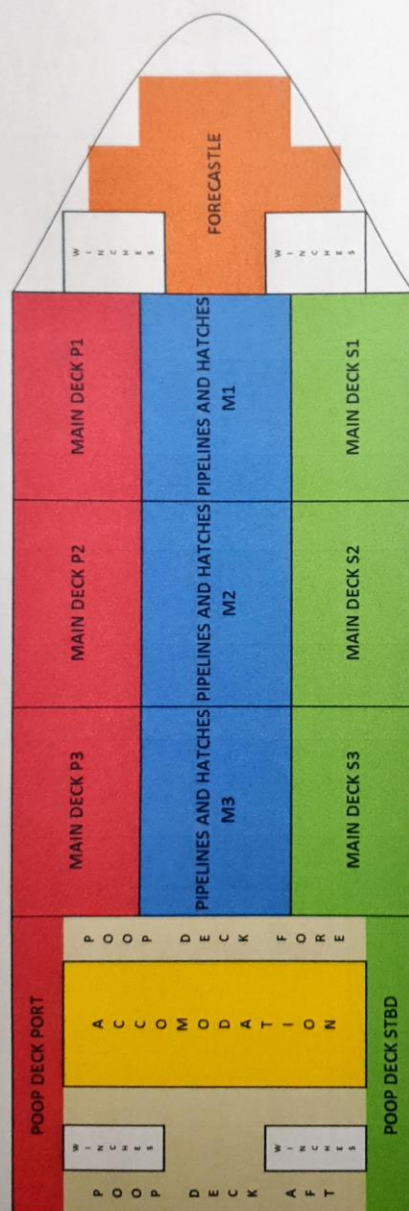 FORECASTLE
WINCHES
WINCHES
MAIN DECK P1
PIPELINES AND HATCHES
M1
MAIN DECK S1
MAIN DECK P2
PIPELINES AND HATCHES
M2
MAIN DECK S2
MAIN DECK P3
PIPELINES AND HATCHES
M3
MAIN DECK S3
POOP DECK PORT
POOP DECK FORE
ACCOMODATION
POOP DECK STBD
WINCHES
WINCHES
POOP DECK AFT